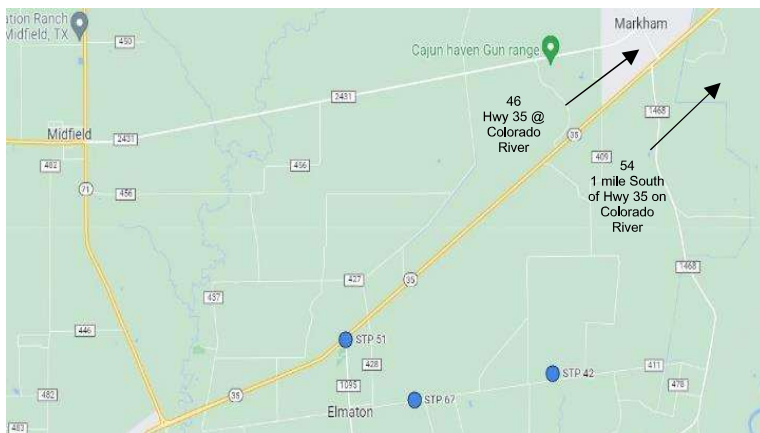 ation Ranch
Midfield, TX
450
Markham
Cajun haven Gun range
46
Hwy 35 @
Colorado
River
2431
1468
Midfield
2431
35
482
456
409
54
1 mile South
of Hwy 35 on
Colorado
River
71
456
1468
427
35
437
446
STP 51
428
STP 42
411
1095
478
482
35
Elmaton
STP 67
483